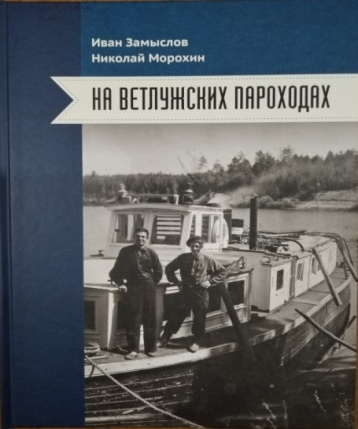 Иван Замыслов
Николай Морохин
НА ВЕТЛУЖСКИХ ПАРОХОДАХ